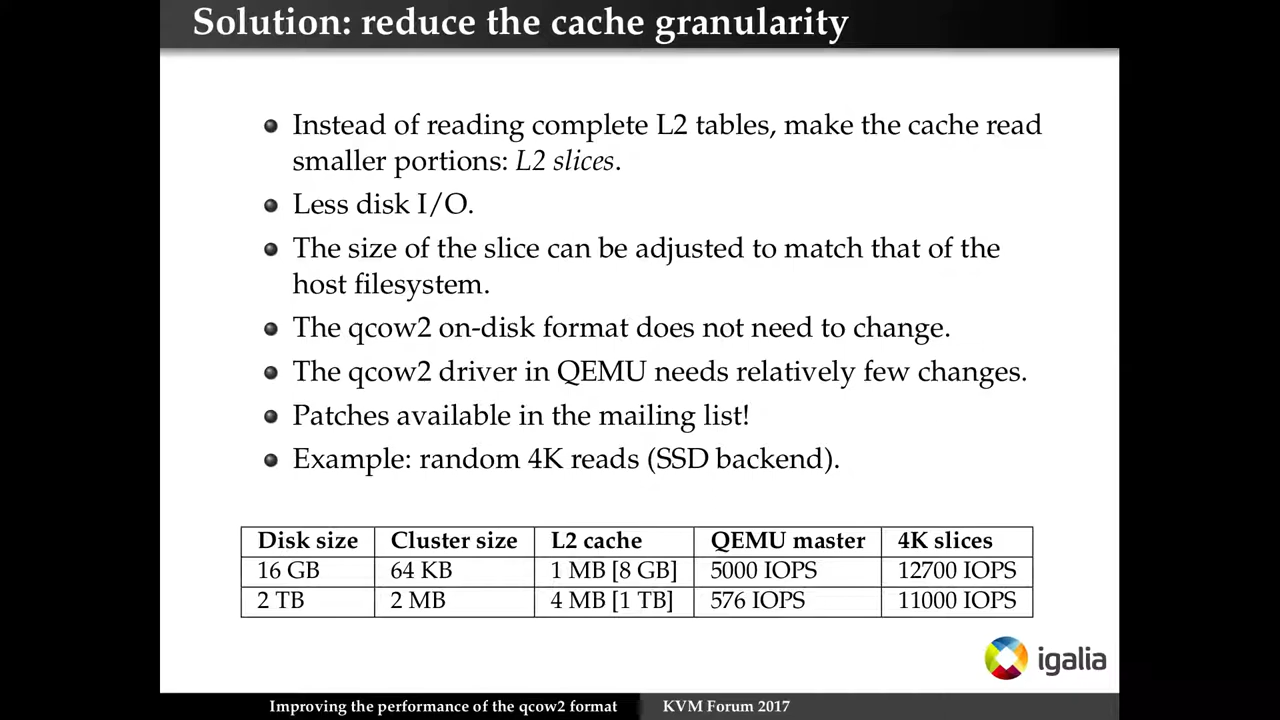 Solution: reduce the cache granularity
Instead of reading complete L2 tables, make the cache read
smaller portions: L2 slices.
Less disk I/O.
The size of the slice can be adjusted to match that of the
host filesystem.
The qcow2 on-disk format does not need to change.
The qcow2 driver in QEMU needs relatively few changes.
Patches available in the mailing list!
Example: random 4K reads (SSD backend).
Disk size Cluster size L2 cache QEMU master 4K slices
16 GB 64 KB 1 MB [8 GB] 5000 IOPS 12700 IOPS
2 TB 2 MB 4 MB [1 TB] 576 IOPS 11000 IOPS
igalia
Improving the performance of the qcow2 format KVM Forum 2017